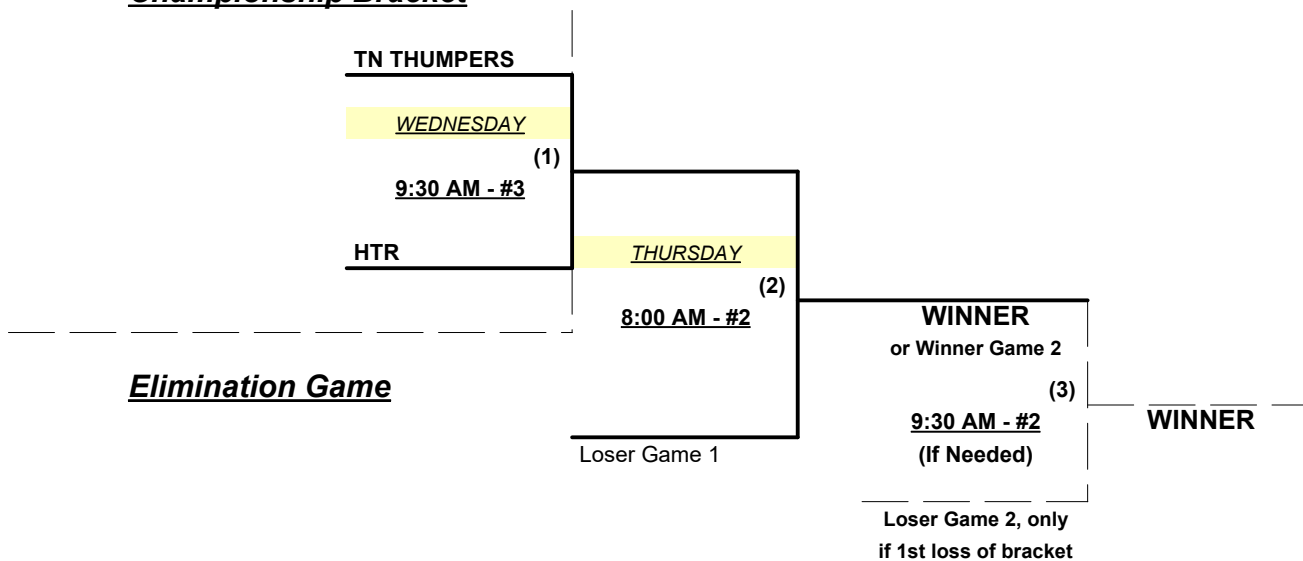 Championship Bracket
TN THUMPERS
WEDNESDAY
(1)
9:30 AM - #3
HTR
THURSDAY
(2)
8:00 AM - #2
WINNER
or Winner Game 2
Elimination Game
(3)
9:30 AM - #2
WINNER
Loser Game 1
(If Needed)
Loser Game 2, only
if 1st loss of bracket